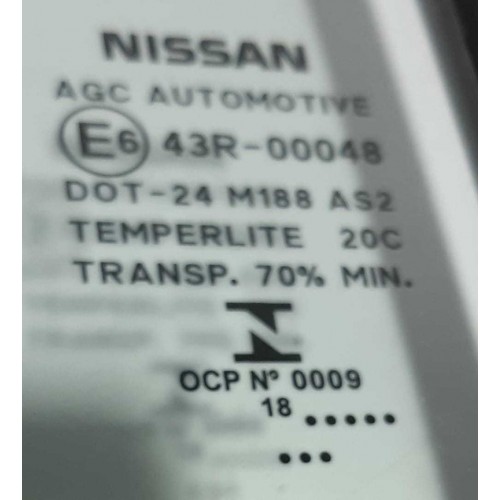 NISSAN
AGC AUTOMOTIVE
E6 43R-00048
DOT-24 M188 AS2
TEMPERLITE 20C
TRANSP. 70% MIN.
OCP Nº 0009
18 •••••
•••